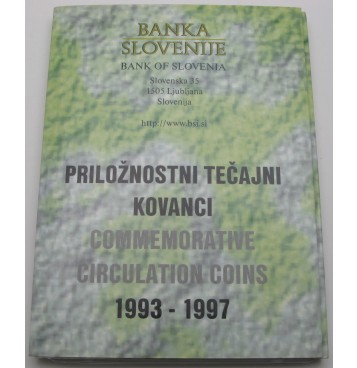 BANKA
SLOVENIJE
BANK OF SLOVENIA
Slovenska 35
1505 Ljubljana
Slovenija
http://www.bsi.si
PRILOŽNOSTNI TEČAJNI
KOVANCI
COMMEMORATIVE
CIRCULATION COINS
1993 - 1997